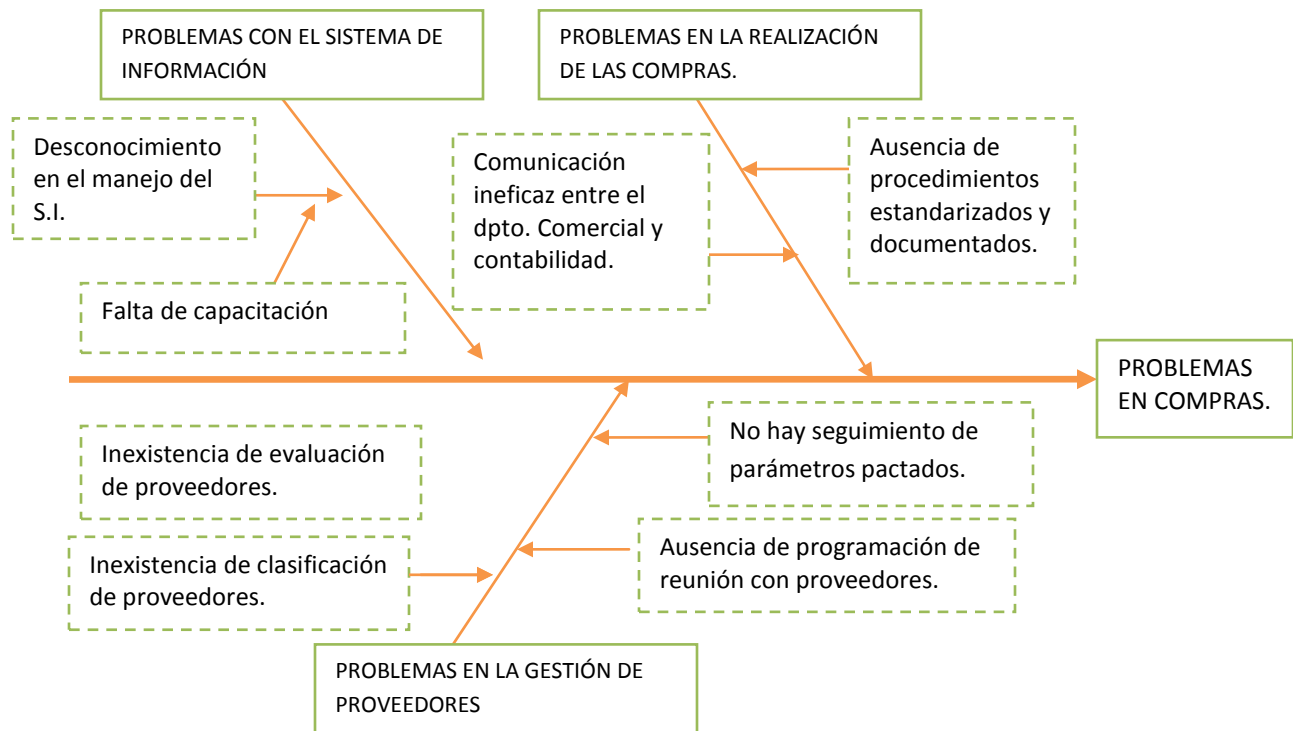 PROBLEMAS CON EL SISTEMA DE
INFORMACIÓN
PROBLEMAS EN LA REALIZACIÓN
DE LAS COMPRAS.
Desconocimiento
en el manejo del
S.I.
Falta de capacitación
Comunicación
ineficaz entre el
dpto. Comercial y
contabilidad.
Ausencia de
procedimientos
estandarizados y
documentados.
PROBLEMAS
EN COMPRAS.
Inexistencia de evaluación
de proveedores.
Inexistencia de clasificación
de proveedores.
No hay seguimiento de
parámetros pactados.
Ausencia de programación de
reunión con proveedores.
PROBLEMAS EN LA GESTIÓN DE
PROVEEDORES